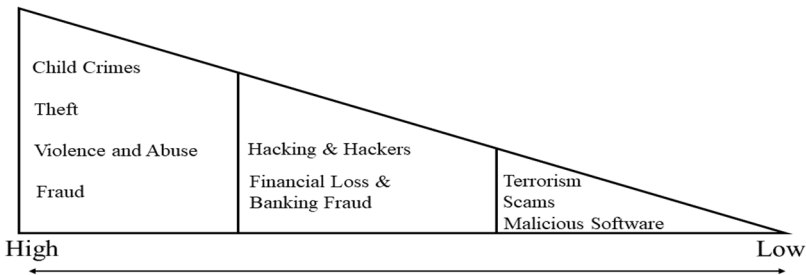 Child Crimes
Theft
Violence and Abuse
Fraud
Hacking & Hackers
Financial Loss &
Banking Fraud
Terrorism
Scams
Malicious Software
High
Low